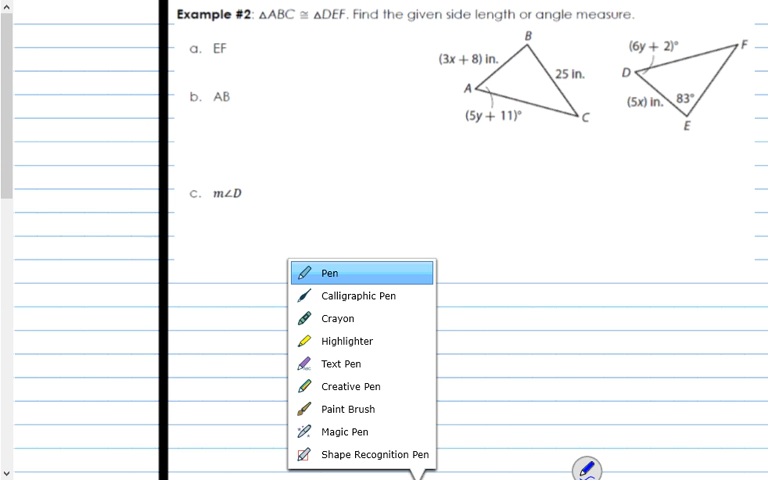 Example #2: △ABC ≅ △DEF. Find the given side length or angle measure.
a. EF
b. AB
c. m∠D
B
(3x + 8) in.
25 in.
A
(5y + 11)°
C
(6y + 2)°
F
D
(5x) in.
83°
E
Pen
Calligraphic Pen
Crayon
Highlighter
Text Pen
Creative Pen
Paint Brush
Magic Pen
Shape Recognition Pen